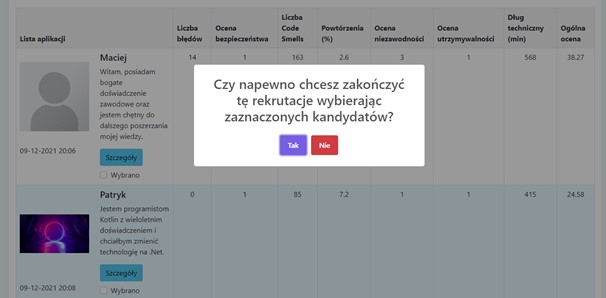 Lista aplikacji
Liczba błędów
Ocena bezpieczeństwa
Liczba Code Smells
Powtórzenia (%)
Ocena niezawodności
Ocena utrzymywalności
Dług techniczny (min)
Ogólna ocena
Maciej
14 1 163 2.6 3 1 568 38.27
Witam, posiadam
bogate
doświadczenie
zawodowe oraz
jestem chętny do
dalszego poszerzania
mojej wiedzy.
09-12-2021 20:06
Szczegóły
Wybrano
Czy napewno chcesz zakończyć
tę rekrutacje wybierając
zaznaczonych kandydatów?
Tak Nie
Patryk
0 1 85 7.2 1 1 415 24.58
Jestem programistom
Kotlin z wieloletnim
doświadczeniem i
chciałbym zmienić
technologię na .Net.
Szczegóły
09-12-2021 20:08
Wybrano